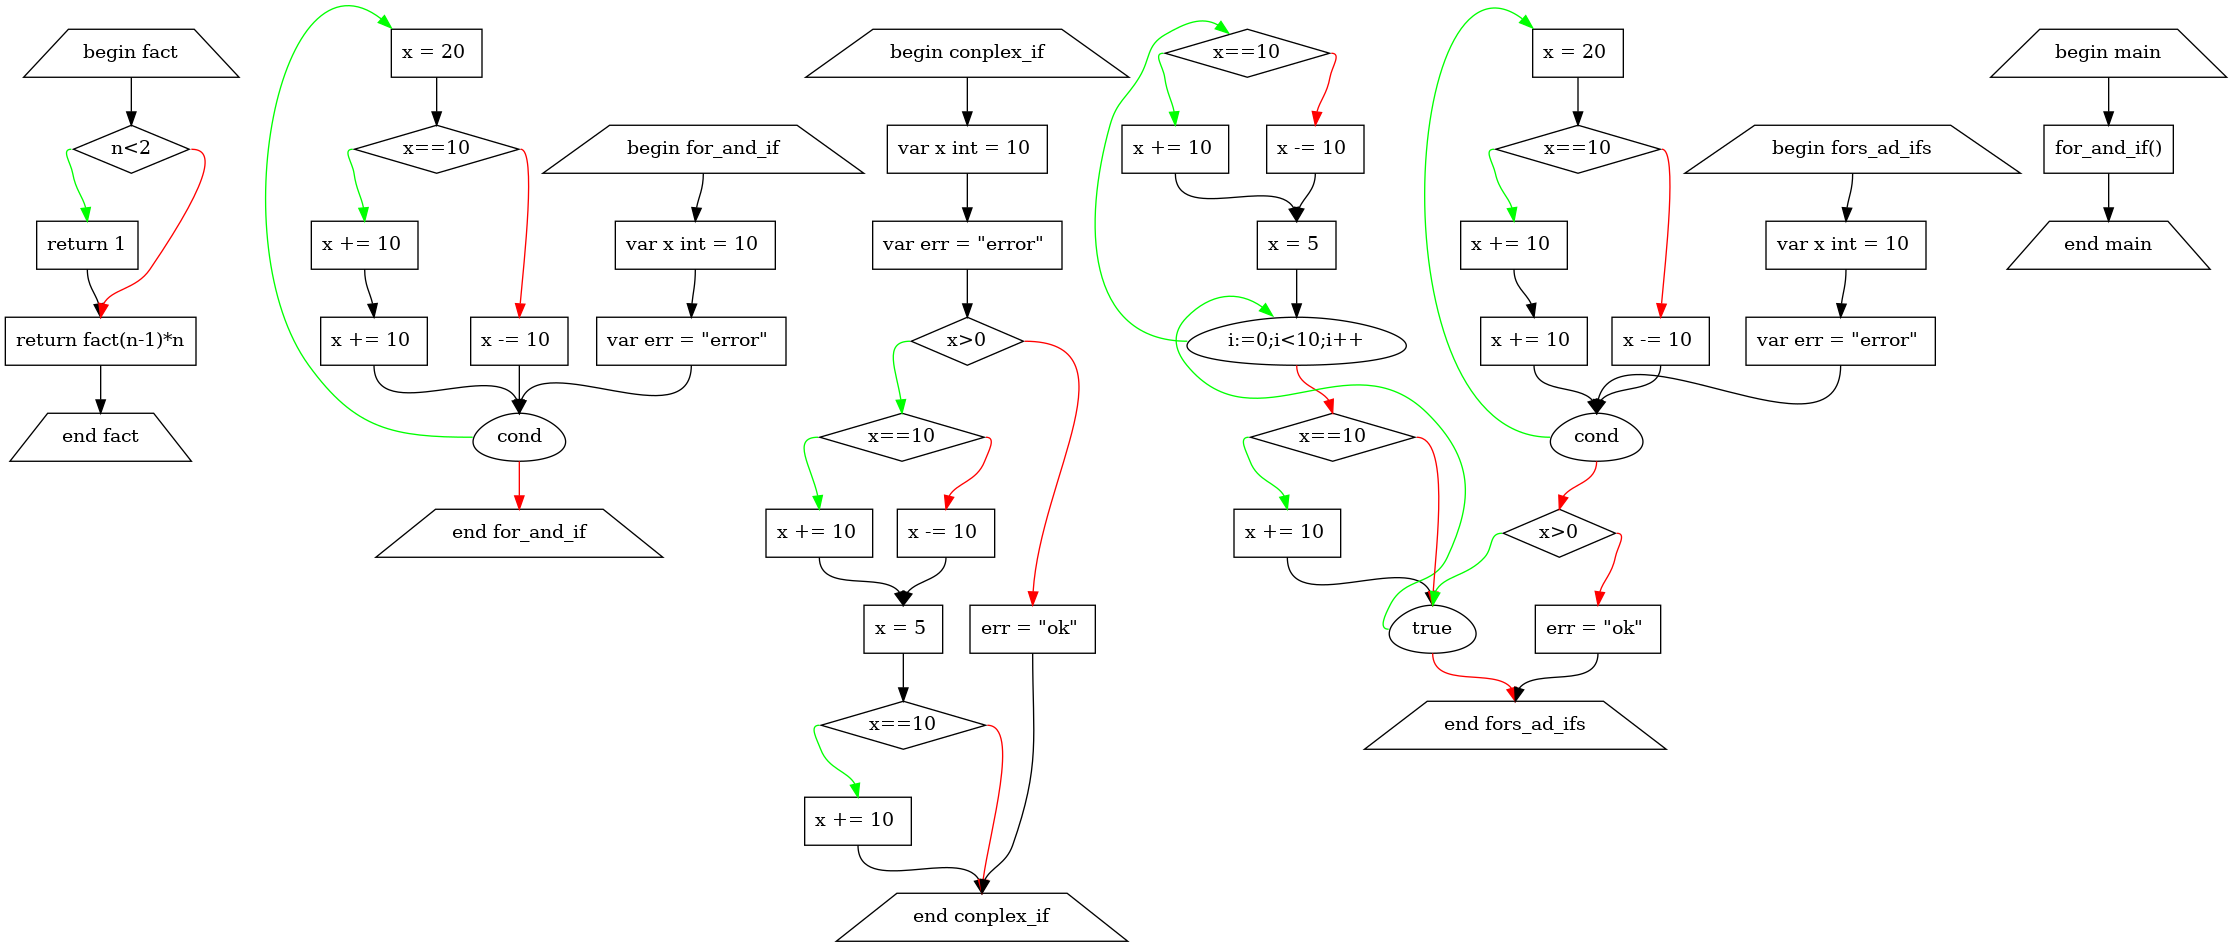 begin fact
n<2
return 1
return fact(n-1)*n
end fact
x = 20
x==10
x += 10
x += 10
x -= 10
begin for_and_if
var x int = 10
var err = "error"
cond
end for_and_if
begin conplex_if
var x int = 10
var err = "error"
x>0
x==10
x += 10
x -= 10
x = 5
err = "ok"
x==10
x += 10
end conplex_if
x==10
x += 10
x -= 10
x = 5
i:=0;i<10;i++
x==10
x += 10
true
x = 20
x==10
x += 10
x += 10
x -= 10
begin fors_ad_ifs
var x int = 10
var err = "error"
cond
x>0
err = "ok"
end fors_ad_ifs
begin main
for_and_if()
end main